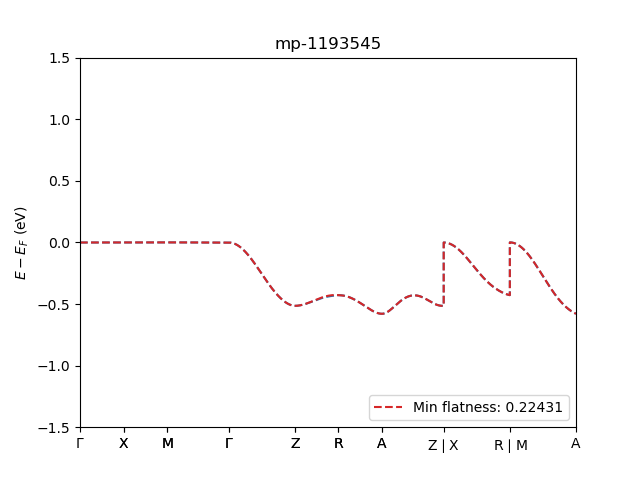 mp-1193545
E − E_F (eV)
1.5
1.0
0.5
0.0
−0.5
−1.0
−1.5
Min flatness: 0.22431
Γ X M Γ Z R A Z | X R | M A